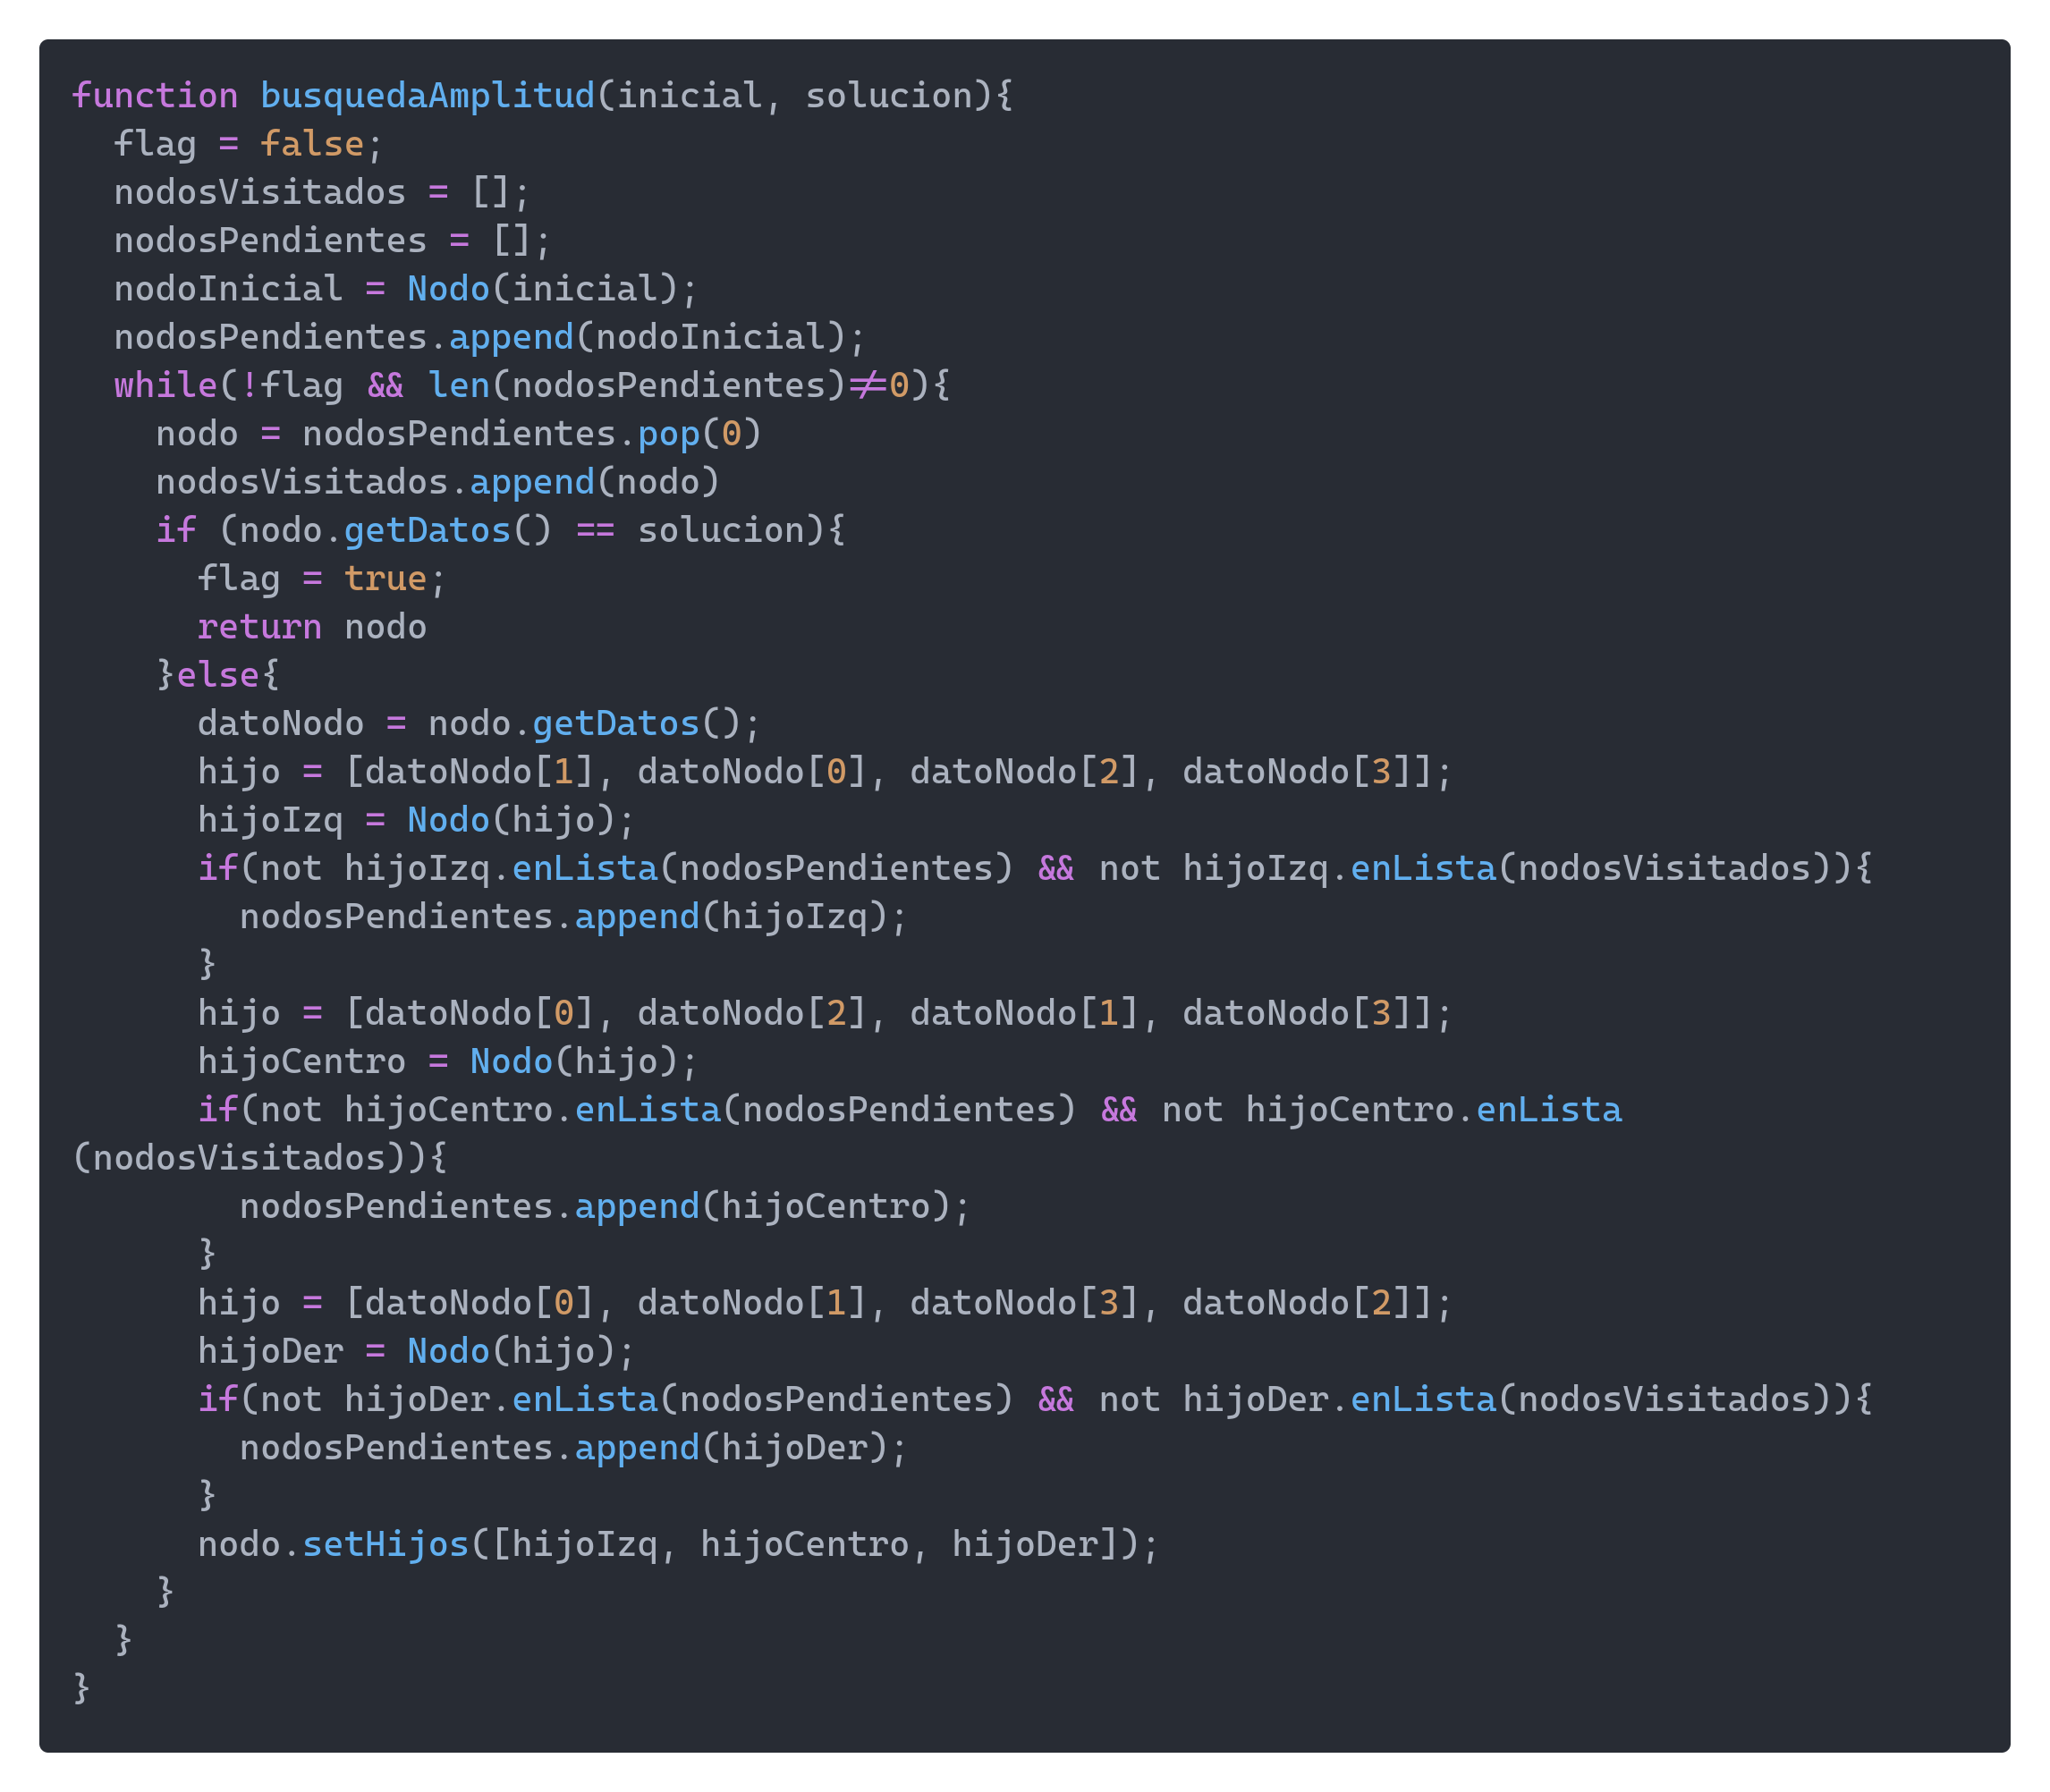 function busquedaAmplitud(inicial, solucion){
  flag = false;
  nodosVisitados = [];
  nodosPendientes = [];
  nodoInicial = Nodo(inicial);
  nodosPendientes.append(nodoInicial);
  while(!flag && len(nodosPendientes)!=0){
    nodo = nodosPendientes.pop(0)
    nodosVisitados.append(nodo)
    if (nodo.getDatos() == solucion){
      flag = true;
      return nodo
    }else{
      datoNodo = nodo.getDatos();
      hijo = [datoNodo[1], datoNodo[0], datoNodo[2], datoNodo[3]];
      hijoIzq = Nodo(hijo);
      if(not hijoIzq.enLista(nodosPendientes) && not hijoIzq.enLista(nodosVisitados)){
        nodosPendientes.append(hijoIzq);
      }
      hijo = [datoNodo[0], datoNodo[2], datoNodo[1], datoNodo[3]];
      hijoCentro = Nodo(hijo);
      if(not hijoCentro.enLista(nodosPendientes) && not hijoCentro.enLista
(nodosVisitados)){
        nodosPendientes.append(hijoCentro);
      }
      hijo = [datoNodo[0], datoNodo[1], datoNodo[3], datoNodo[2]];
      hijoDer = Nodo(hijo);
      if(not hijoDer.enLista(nodosPendientes) && not hijoDer.enLista(nodosVisitados)){
        nodosPendientes.append(hijoDer);
      }
      nodo.setHijos([hijoIzq, hijoCentro, hijoDer]);
    }
  }
}